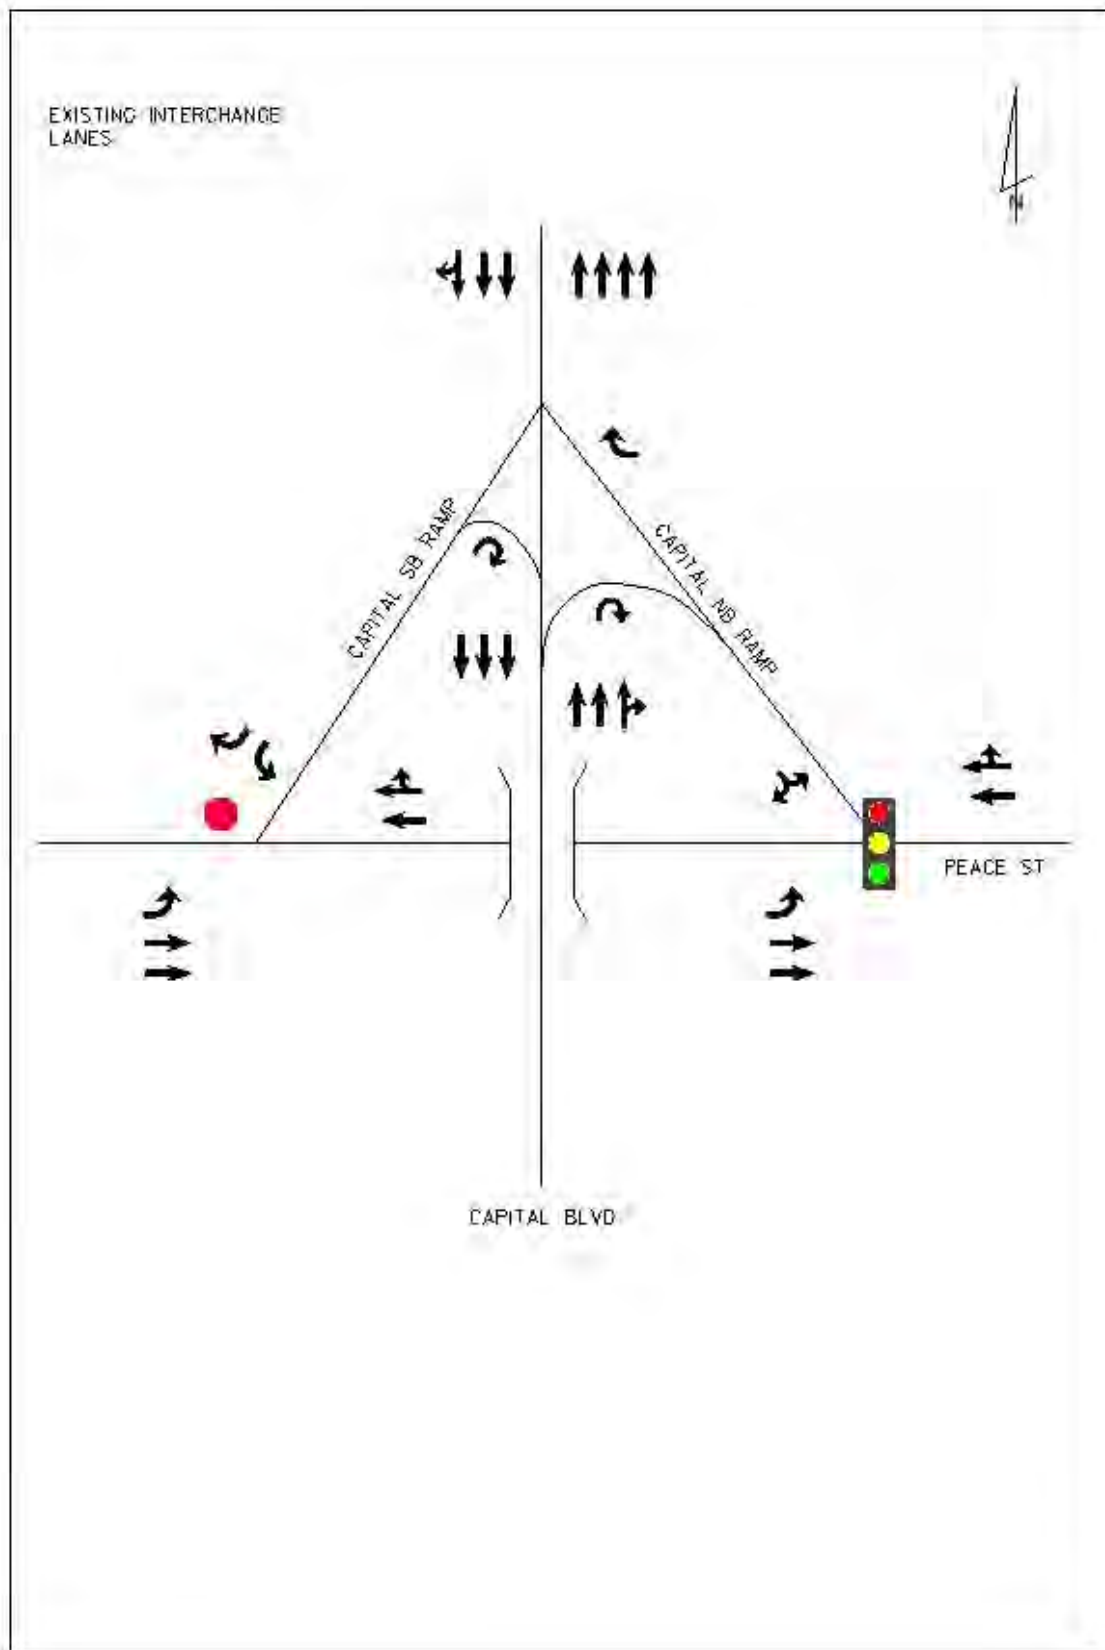 EXISTING INTERCHANGE
LANES
N
CAPITAL SB RAMP
CAPITAL NB RAMP
PEACE ST
CAPITAL BLVD